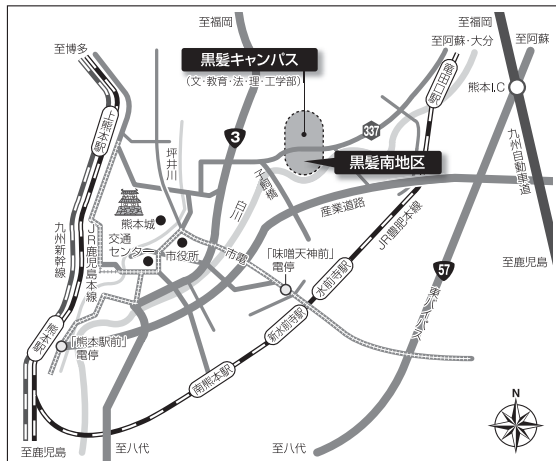 至福岡
至福岡
至博多
至阿蘇・大分
至阿蘇
黒髪キャンパス
(文・教育・法・理・工学部)
竜田口駅
熊本I.C
上熊本駅
3
337
坪井川
黒髪南地区
子飼橋
九州自動車道
白川
産業道路
JR豊肥本線
熊本城
交通
センター
市役所
市電
「味噌天神前」
電停
九州新幹線
JR鹿児島本線
水前寺駅
57
東バイパス
至鹿児島
新水前寺駅
熊本駅
「熊本駅前」
電停
南熊本駅
N
至鹿児島
至八代
至八代